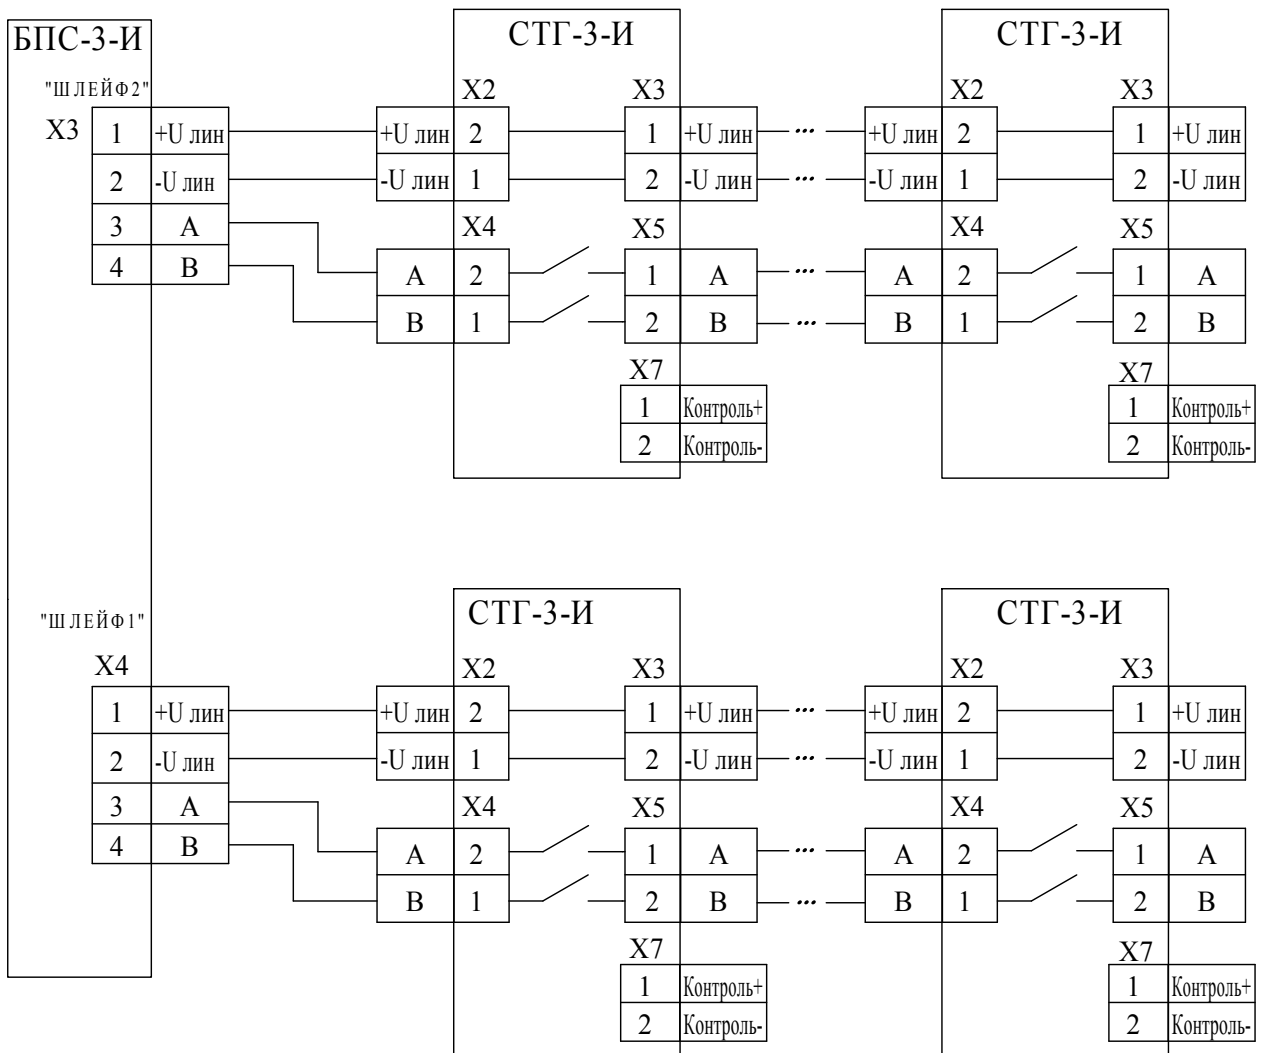 БПС-3-И СТГ-3-И СТГ-3-И
"ШЛЕЙФ2" X2 X3 X2 X3
X3 1 +U лин +U лин 2 1 +U лин ... +U лин 2 1 +U лин
2 -U лин -U лин 1 2 -U лин ... -U лин 1 2 -U лин
3 A X4 X5 X4 X5
4 B A 2 1 A ... A 2 1 A
B 1 2 B ... B 1 2 B
X7 X7
1 Контроль+ 1 Контроль+
2 Контроль- 2 Контроль-
СТГ-3-И СТГ-3-И
"ШЛЕЙФ1"
X4 X2 X3 X2 X3
1 +U лин +U лин 2 1 +U лин ... +U лин 2 1 +U лин
2 -U лин -U лин 1 2 -U лин ... -U лин 1 2 -U лин
3 A X4 X5 X4 X5
4 B A 2 1 A ... A 2 1 A
B 1 2 B ... B 1 2 B
X7 X7
1 Контроль+ 1 Контроль+
2 Контроль- 2 Контроль-